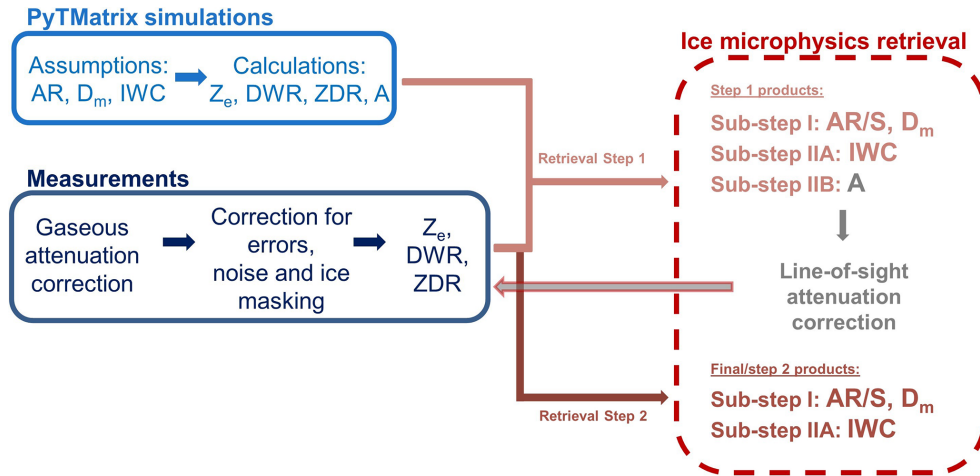 PyTMatrix simulations
Assumptions:
AR, Dm, IWC
Calculations:
Ze, DWR, ZDR, A
Measurements
Gaseous
attenuation
correction
Correction for
errors,
noise and ice
masking
Ze,
DWR,
ZDR
Retrieval Step 1
Retrieval Step 2
Ice microphysics retrieval
Step 1 products:
Sub-step I: AR/S, Dm
Sub-step IIA: IWC
Sub-step IIB: A
Line-of-sight
attenuation
correction
Final/step 2 products:
Sub-step I: AR/S, Dm
Sub-step IIA: IWC